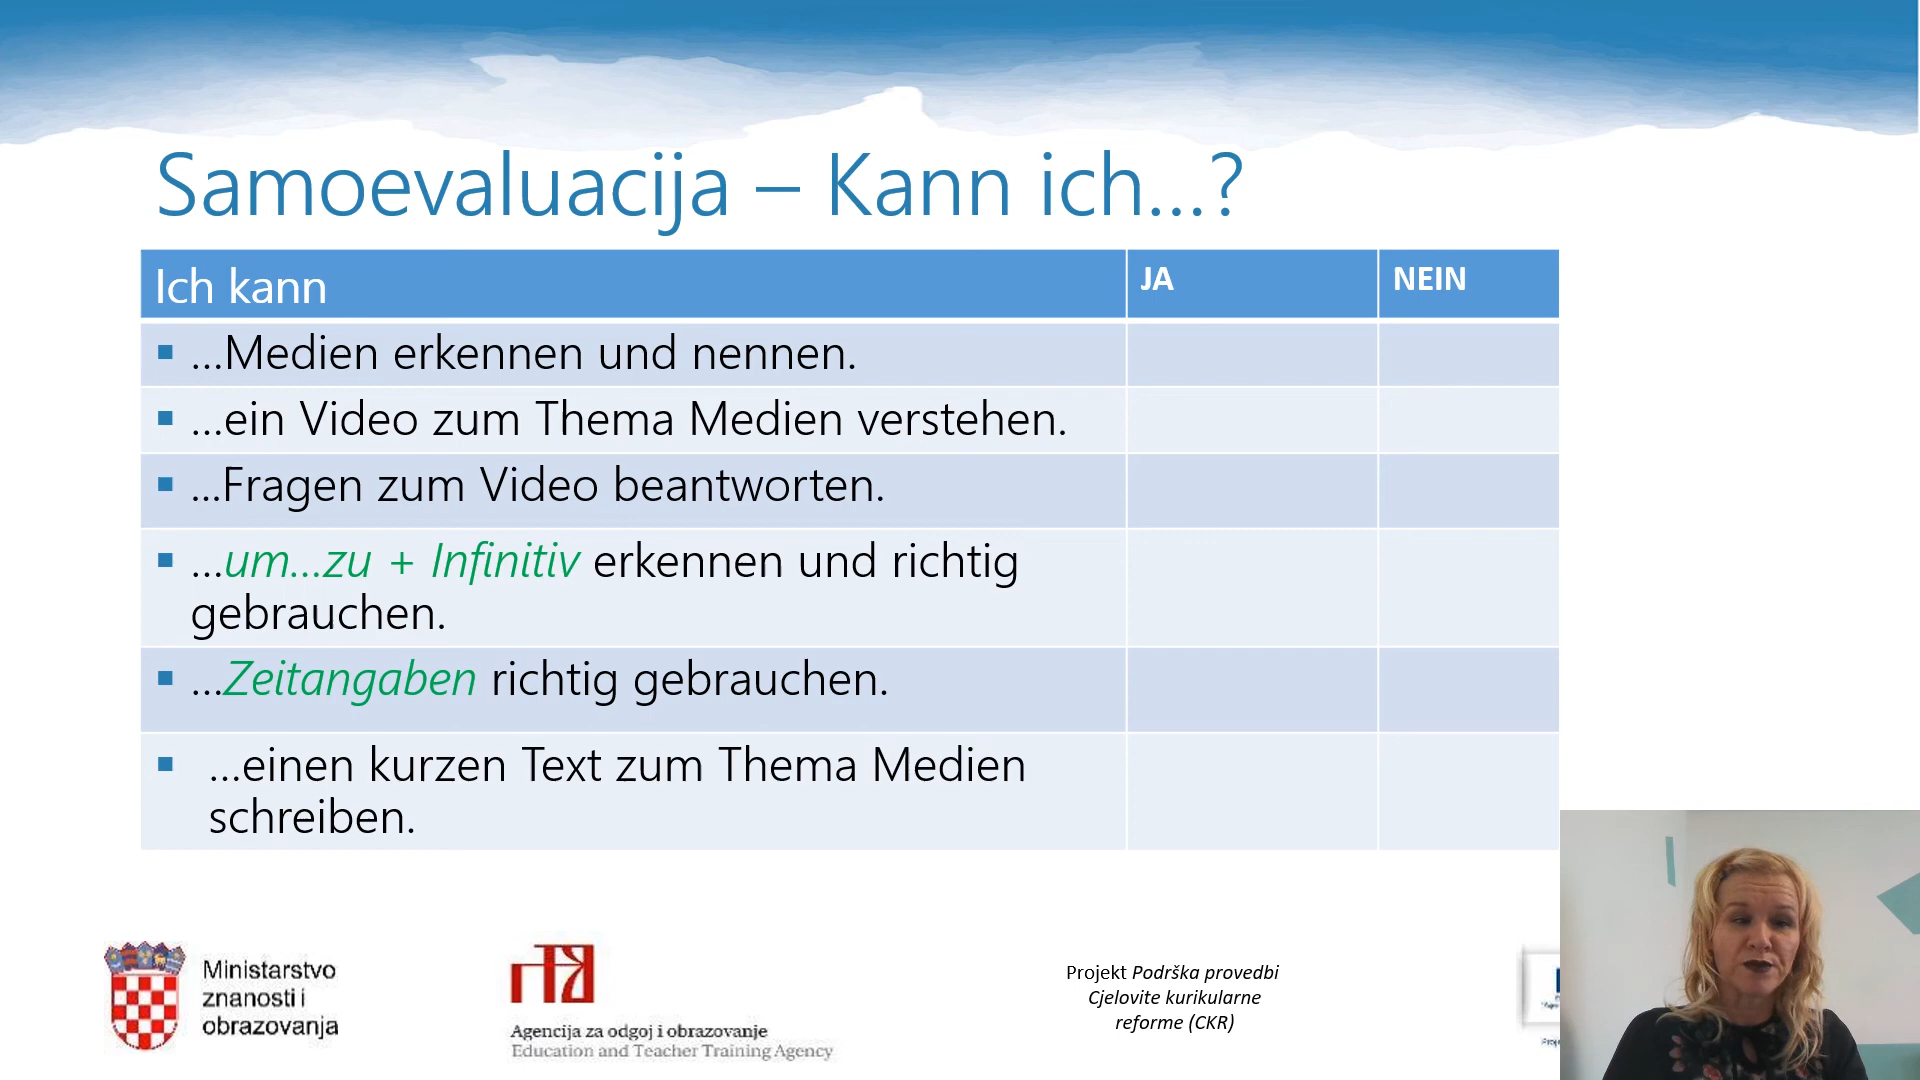 Samoevaluacija – Kann ich...?
Ich kann
JA
NEIN
...Medien erkennen und nennen.
...ein Video zum Thema Medien verstehen.
...Fragen zum Video beantworten.
...um...zu + Infinitiv erkennen und richtig
gebrauchen.
...Zeitangaben richtig gebrauchen.
...einen kurzen Text zum Thema Medien
schreiben.
Ministarstvo
znanosti i
obrazovanja
Agencija za odgoj i obrazovanje
Education and Teacher Training Agency
Projekt Podrška provedbi
Cjelovite kurikularne
reforme (CKR)